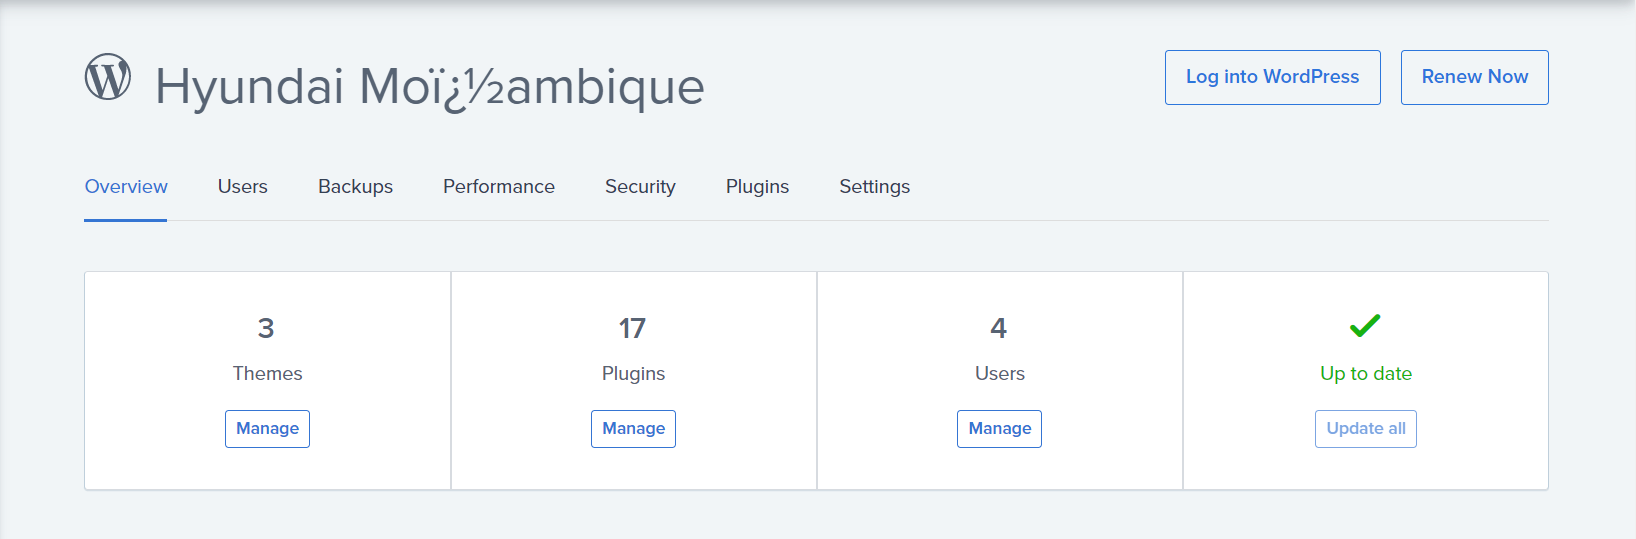 Hyundai Moï¿½ambique
Log into WordPress
Renew Now
Overview Users Backups Performance Security Plugins Settings
3 17 4
Themes Plugins Users Up to date
Manage Manage Manage Update all